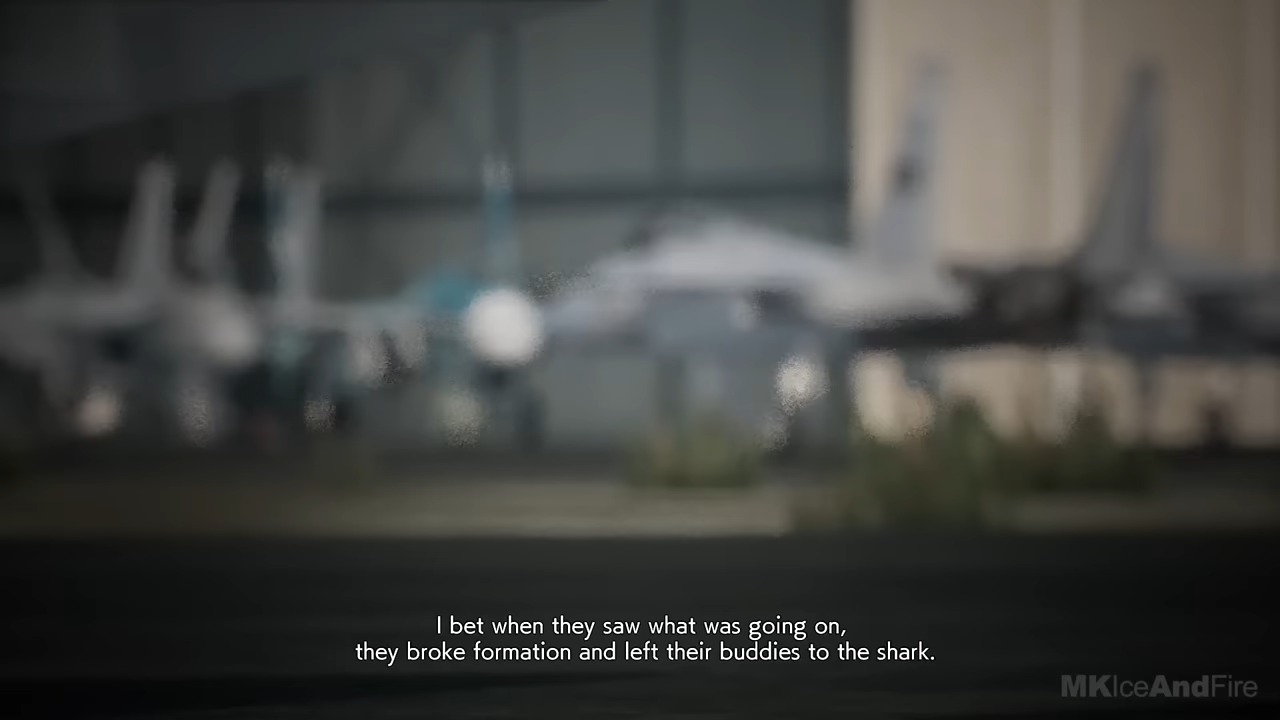 I bet when they saw what was going on,
they broke formation and left their buddies to the shark.
MKIceAndFire